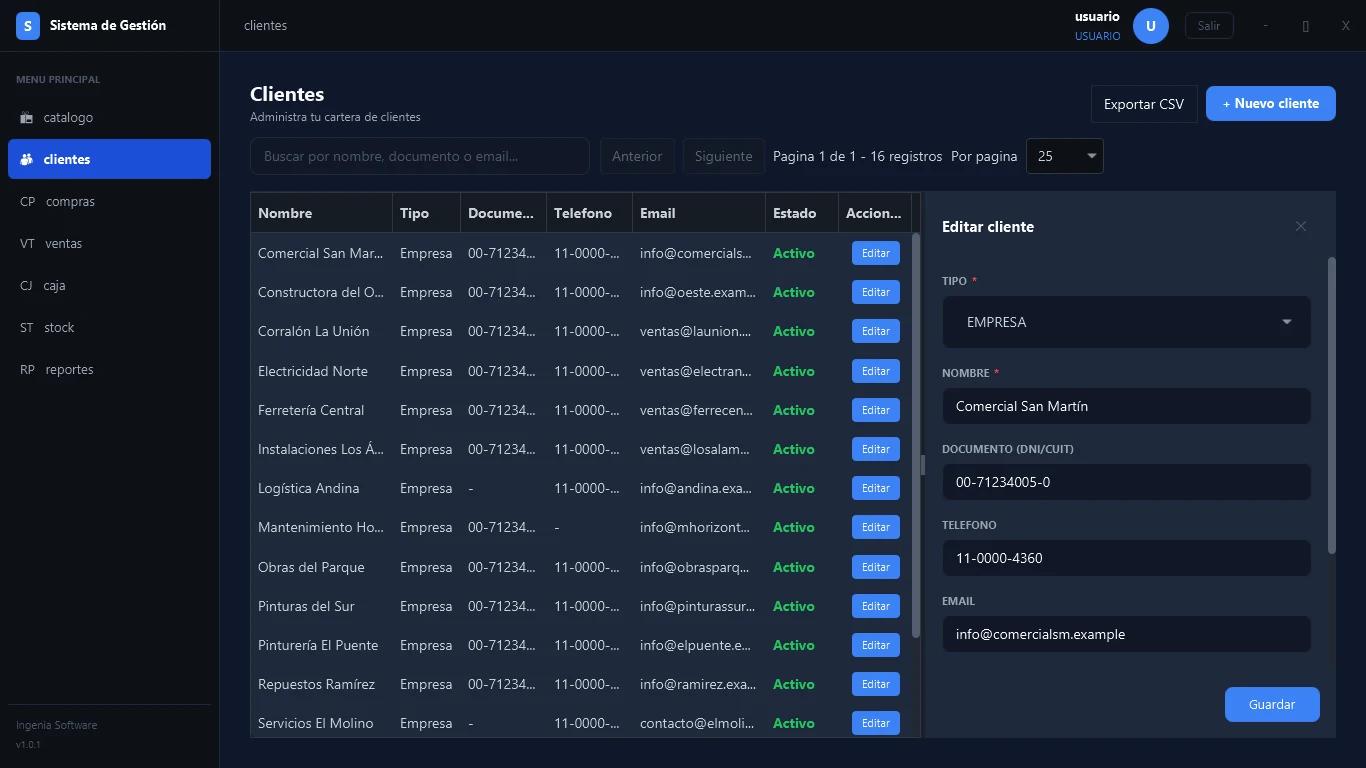 S Sistema de Gestión
clientes
usuario
USUARIO
U
Salir
- X
MENU PRINCIPAL
catalogo
clientes
CP compras
VT ventas
CJ caja
ST stock
RP reportes
Ingenia Software
v1.0.1
Clientes
Administra tu cartera de clientes
Exportar CSV
+ Nuevo cliente
Buscar por nombre, documento o email...
Anterior Siguiente Pagina 1 de 1 - 16 registros Por pagina 25
Nombre Tipo Docume... Telefono Email Estado Accion...
Comercial San Mar... Empresa 00-71234... 11-0000-... info@comercials... Activo Editar
Constructora del O... Empresa 00-71234... 11-0000-... info@oeste.exam... Activo Editar
Corralón La Unión Empresa 00-71234... 11-0000-... ventas@launion.... Activo Editar
Electricidad Norte Empresa 00-71234... 11-0000-... ventas@electran... Activo Editar
Ferretería Central Empresa 00-71234... 11-0000-... ventas@ferrecen... Activo Editar
Instalaciones Los Á... Empresa 00-71234... 11-0000-... ventas@losalam... Activo Editar
Logística Andina Empresa - 11-0000-... info@andina.exa... Activo Editar
Mantenimiento Ho... Empresa 00-71234... - info@mhorizont... Activo Editar
Obras del Parque Empresa 00-71234... 11-0000-... info@obrasparq... Activo Editar
Pinturas del Sur Empresa 00-71234... 11-0000-... info@pinturassur... Activo Editar
Pinturería El Puente Empresa 00-71234... 11-0000-... info@elpuente.e... Activo Editar
Repuestos Ramírez Empresa 00-71234... 11-0000-... info@ramirez.exa... Activo Editar
Servicios El Molino Empresa - 11-0000-... contacto@elmoli... Activo Editar
Editar cliente
TIPO *
EMPRESA
NOMBRE *
Comercial San Martín
DOCUMENTO (DNI/CUIT)
00-71234005-0
TELEFONO
11-0000-4360
EMAIL
info@comercialsm.example
Guardar